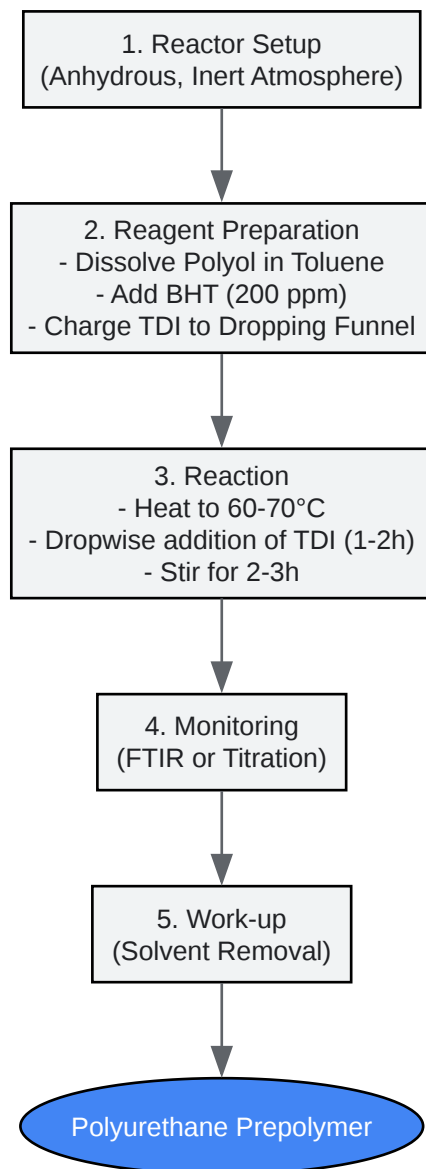 1. Reactor Setup
(Anhydrous, Inert Atmosphere)
2. Reagent Preparation
- Dissolve Polyol in Toluene
- Add BHT (200 ppm)
- Charge TDI to Dropping Funnel
3. Reaction
- Heat to 60-70°C
- Dropwise addition of TDI (1-2h)
- Stir for 2-3h
4. Monitoring
(FTIR or Titration)
5. Work-up
(Solvent Removal)
Polyurethane Prepolymer